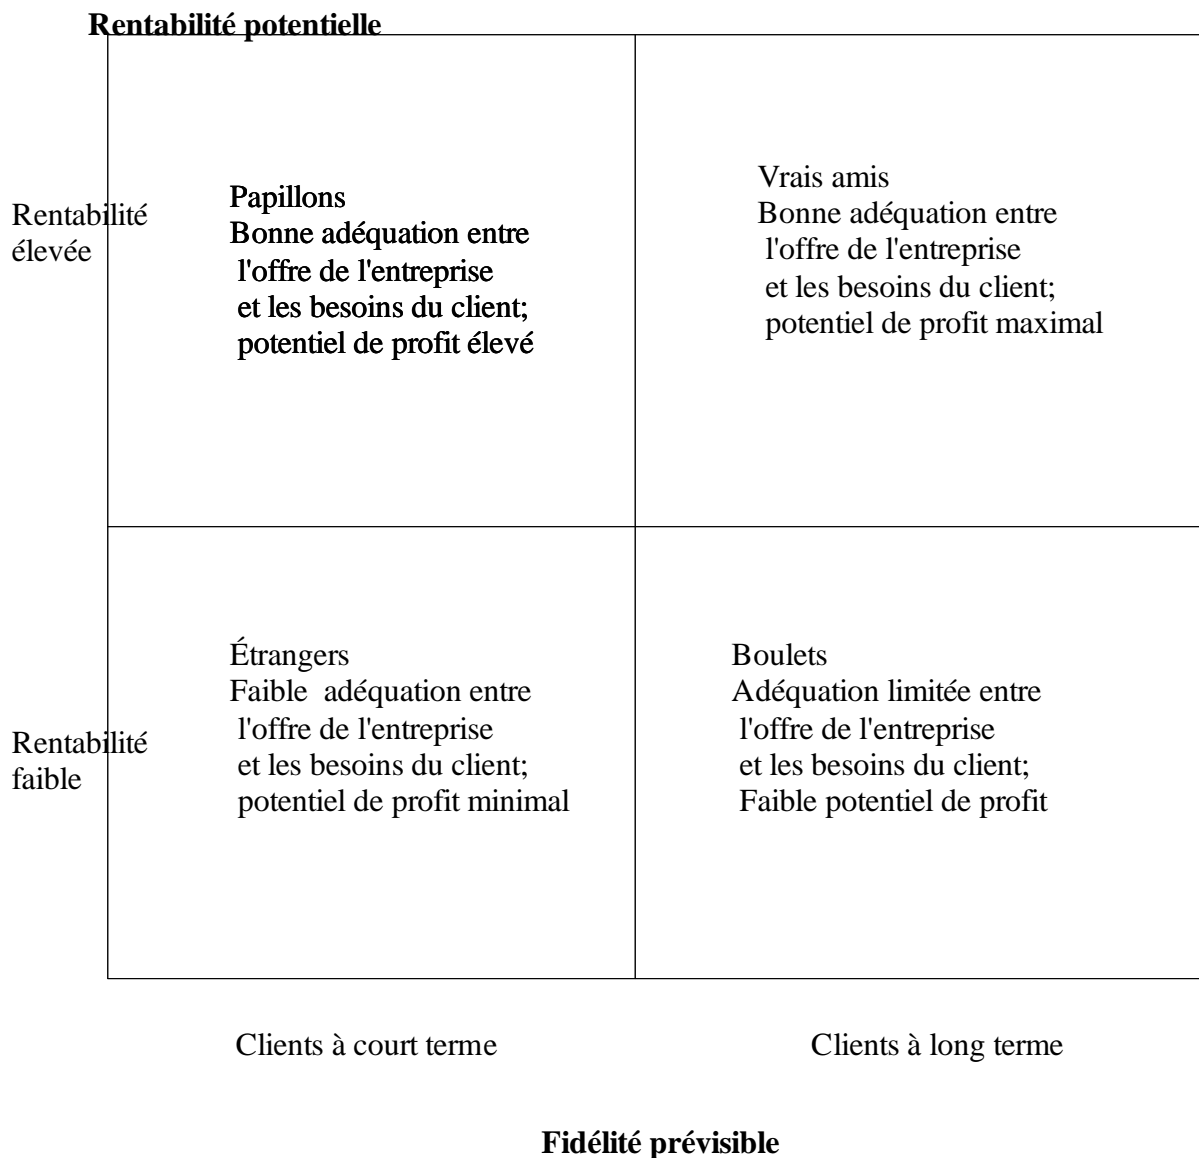 Rentabilité potentielle
Rentabilité
élevée
Papillons
Bonne adéquation entre
l'offre de l'entreprise
et les besoins du client;
potentiel de profit élevé
Vrais amis
Bonne adéquation entre
l'offre de l'entreprise
et les besoins du client;
potentiel de profit maximal
Rentabilité
faible
Étrangers
Faible adéquation entre
l'offre de l'entreprise
et les besoins du client;
potentiel de profit minimal
Boulets
Adéquation limitée entre
l'offre de l'entreprise
et les besoins du client;
Faible potentiel de profit
Clients à court terme
Clients à long terme
Fidélité prévisible